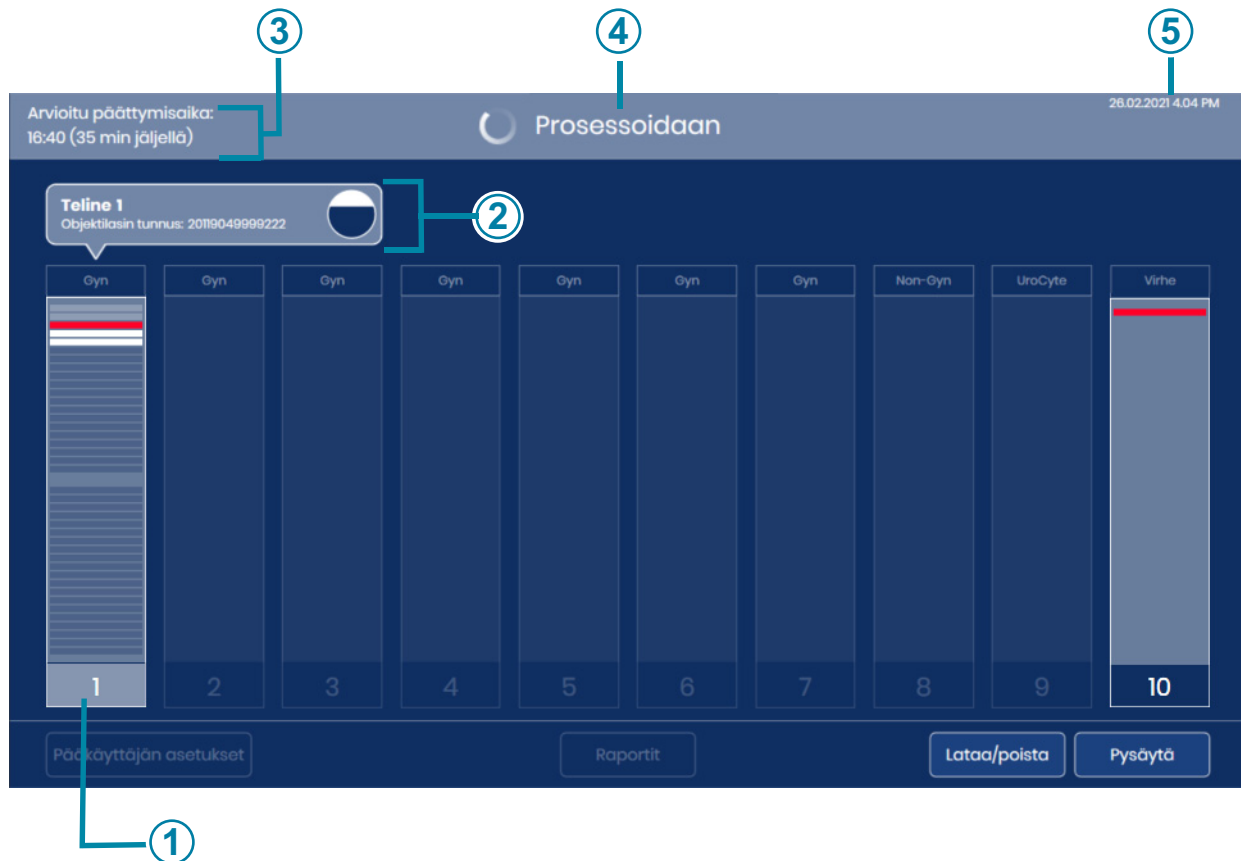 3
4
5
Arvioitu päättymisaika:
16:40 (35 min jäljellä)
Prosessoidaan
26.02.2021 4.04 PM
Teline 1
Objektilasin tunnus: 20119049999222
2
Gyn
Gyn
Gyn
Gyn
Gyn
Gyn
Gyn
Non-Gyn
UroCyte
Virhe
1
2
3
4
5
6
7
8
9
10
Pääkäyttäjän asetukset
Raportit
Lataa/poista
Pysäytä
1